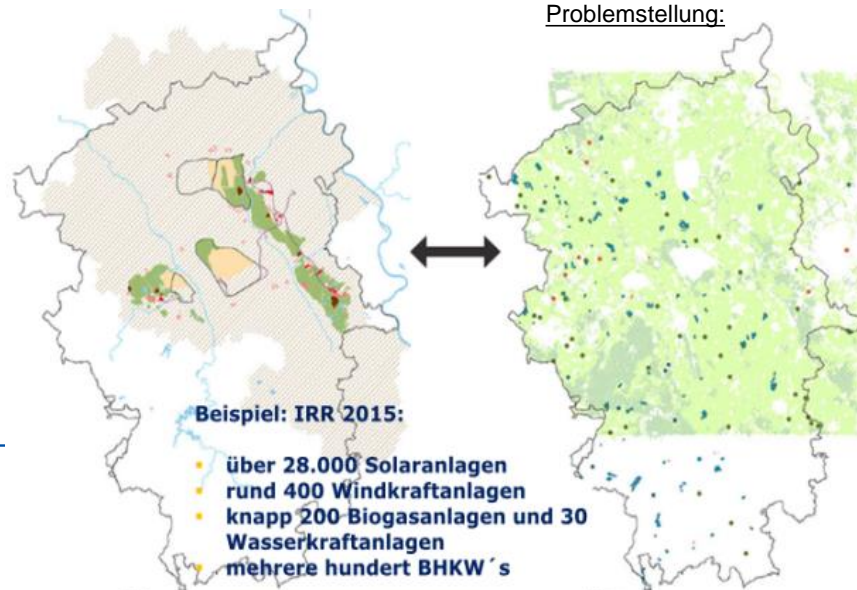 Problemstellung:
Beispiel: IRR 2015:
über 28.000 Solaranlagen
rund 400 Windkraftanlagen
knapp 200 Biogasanlagen und 30
Wasserkraftanlagen
mehrere hundert BHKW´s